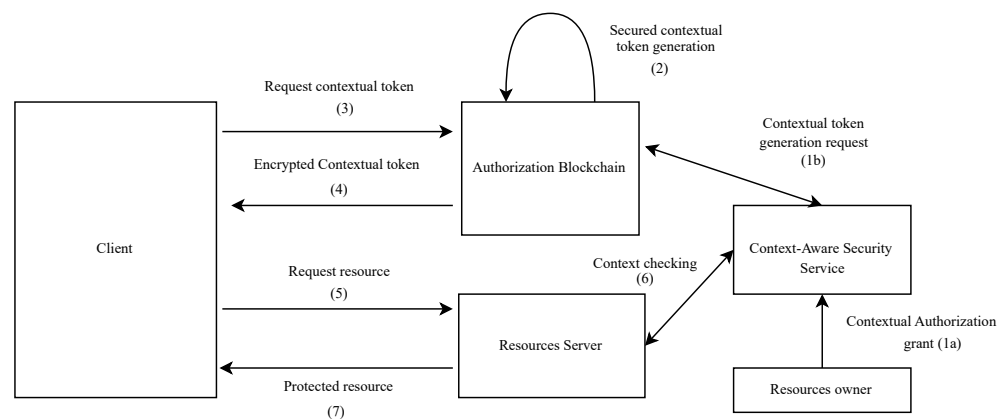 Secured contextual
token generation
(2)
Request contextual token
(3)
Authorization Blockchain
Contextual token
generation request
(1b)
Encrypted Contextual token
(4)
Client
Context-Aware Security
Service
Context checking
(6)
Request resource
(5)
Resources Server
Contextual Authorization
grant (1a)
Protected resource
(7)
Resources owner